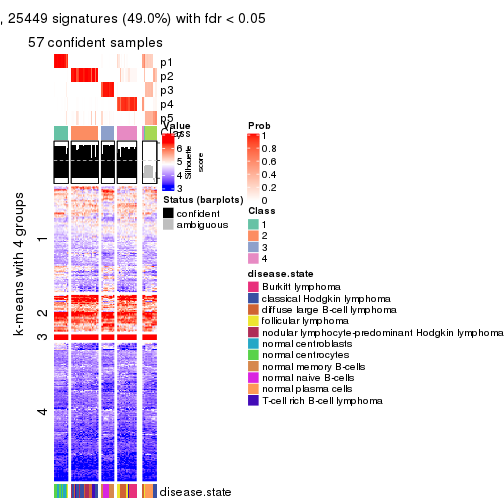 , 25449 signatures (49.0%) with fdr < 0.05
57 confident samples
p1
p2
p3
p4
p5
Class
k-means with 4 groups
1
2
3
4
disease.state
Value
6
5
4
3
Silhouette
score
Status (barplots)
confident
ambiguous
Prob
1
0.8
0.6
0.4
0.2
0
Class
1
2
3
4
disease.state
Burkitt lymphoma
classical Hodgkin lymphoma
diffuse large B-cell lymphoma
follicular lymphoma
nodular lymphocyte-predominant Hodgkin lymphoma
normal centroblasts
normal centrocytes
normal memory B-cells
normal naive B-cells
normal plasma cells
T-cell rich B-cell lymphoma